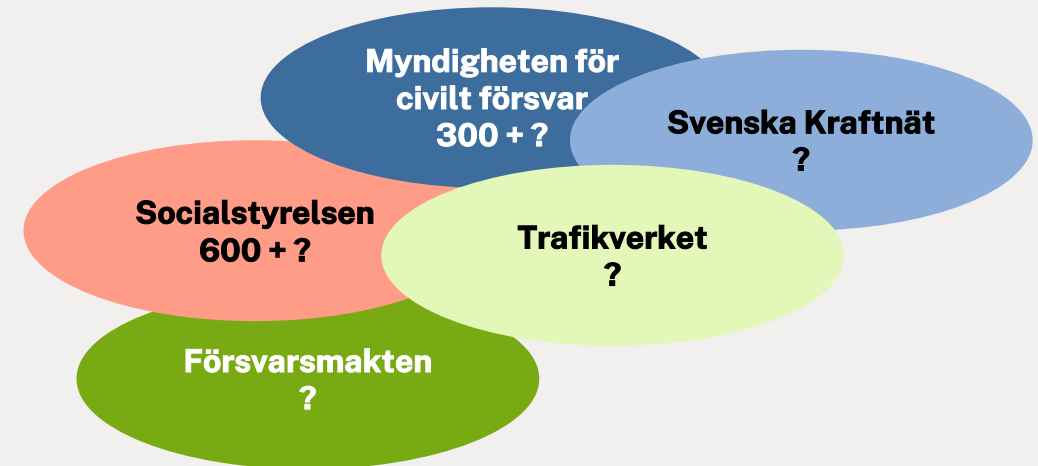 Myndigheten för
civilt försvar
300 + ?
Svenska Kraftnät
?
Socialstyrelsen
600 + ?
Trafikverket
?
Försvarsmakten
?